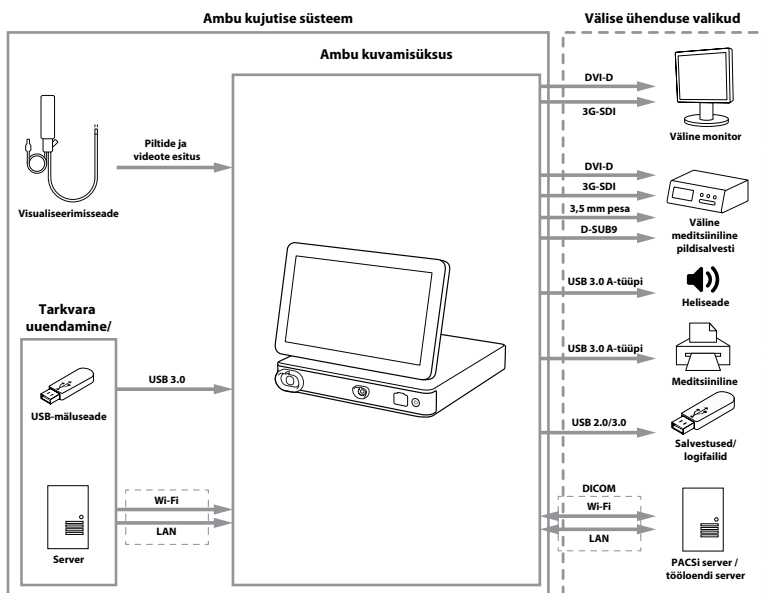 Ambu kujutise süsteem
Välise ühenduse valikud
Ambu kuvamisüksus
Piltide ja
videote esitus
Visualiseerimisseade
Tarkvara
uuendamine/
USB-mäluseade
USB 3.0
Server
Wi-Fi
LAN
DVI-D
3G-SDI
Väline monitor
DVI-D
3G-SDI
3,5 mm pesa
D-SUB9
Väline
meditsiiniline
pildisalvesti
USB 3.0 A-tüüpi
Heliseade
USB 3.0 A-tüüpi
Meditsiiniline
USB 2.0/3.0
Salvestused/
logifailid
DICOM
Wi-Fi
LAN
PACSi server /
tööloendi server